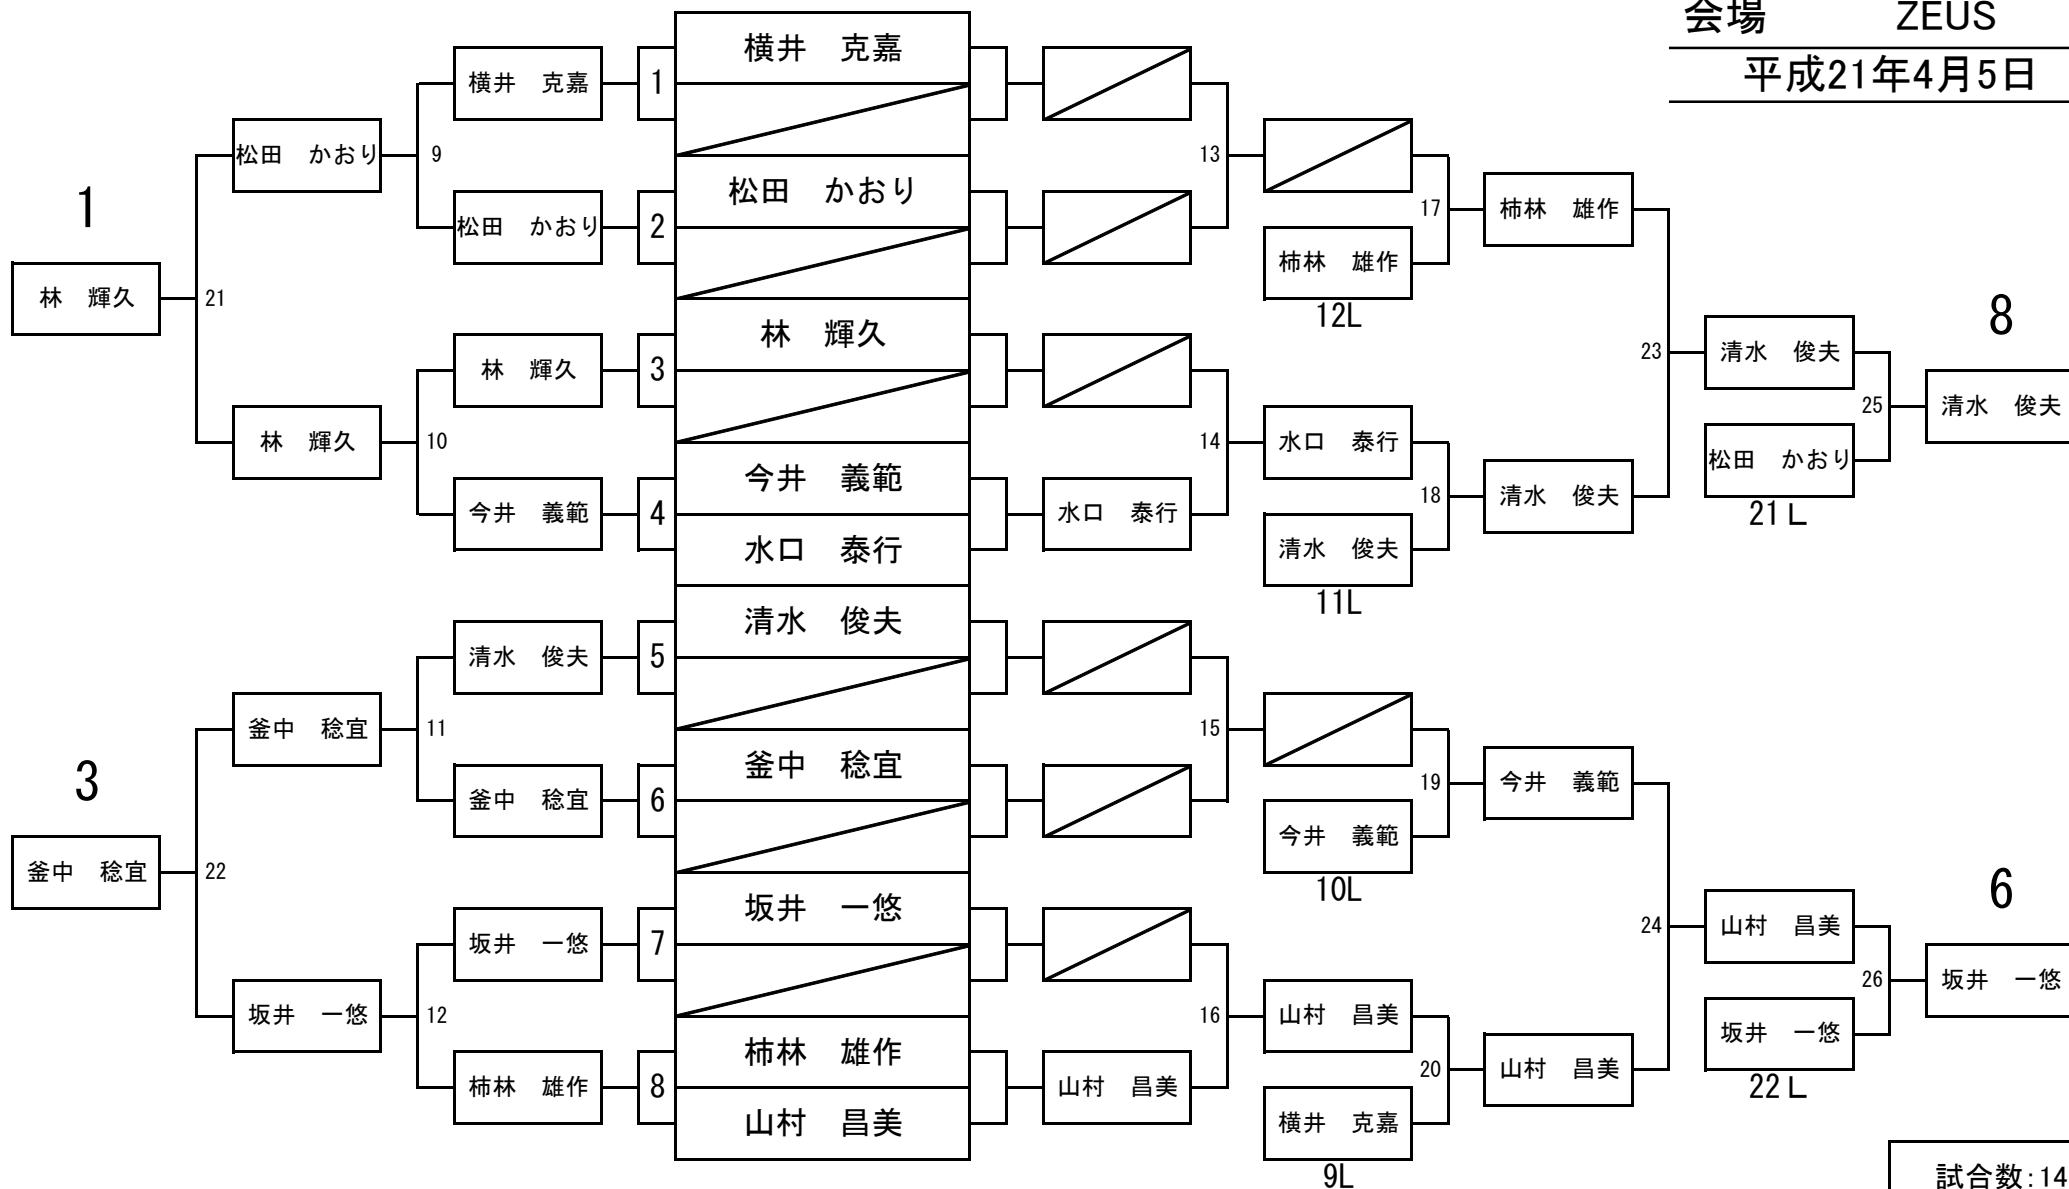 会場 ZEUS
平成21年4月5日
横井 克嘉
横井 克嘉 1
松田 かおり 9 13
松田 かおり
1
松田 かおり 2 17 柿林 雄作
柿林 雄作
林 輝久 21 12L 8
林 輝久
林 輝久 3 23 清水 俊夫
25 清水 俊夫
林 輝久 10 14 水口 泰行
松田 かおり
今井 義範
今井 義範 4 水口 泰行 18 清水 俊夫 21L
水口 泰行 清水 俊夫
11L
清水 俊夫
清水 俊夫 5
釜中 稔宜 11 15
釜中 稔宜
3
釜中 稔宜 6 19 今井 義範
今井 義範
釜中 稔宜 22 10L 6
坂井 一悠
坂井 一悠 7 24 山村 昌美
26 坂井 一悠
坂井 一悠 12 16 山村 昌美
坂井 一悠
柿林 雄作
柿林 雄作 8 山村 昌美 20 山村 昌美 22L
山村 昌美 横井 克嘉
9L
試合数:14